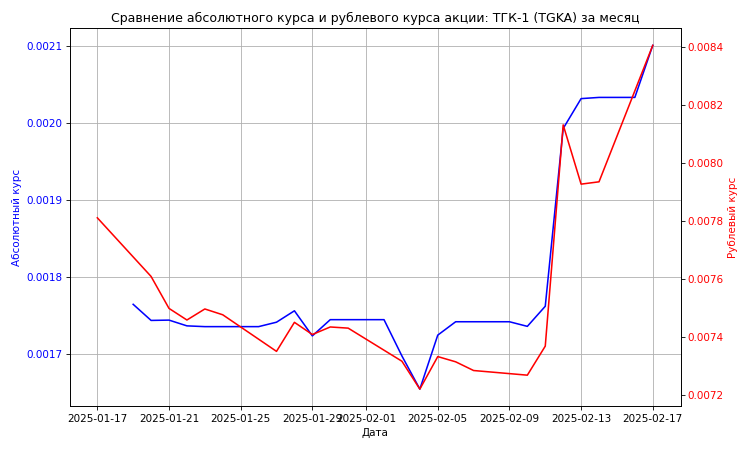 Сравнение абсолютного курса и рублевого курса акции: ТГК-1 (TGKA) за месяц
0.0021
0.0020
0.0019
0.0018
0.0017
Абсолютный курс
0.0084
0.0082
0.0080
0.0078
0.0076
0.0074
0.0072
Рублевый курс
2025-01-17 2025-01-21 2025-01-25 2025-01-29 2025-02-01 2025-02-05 2025-02-09 2025-02-13 2025-02-17
Дата